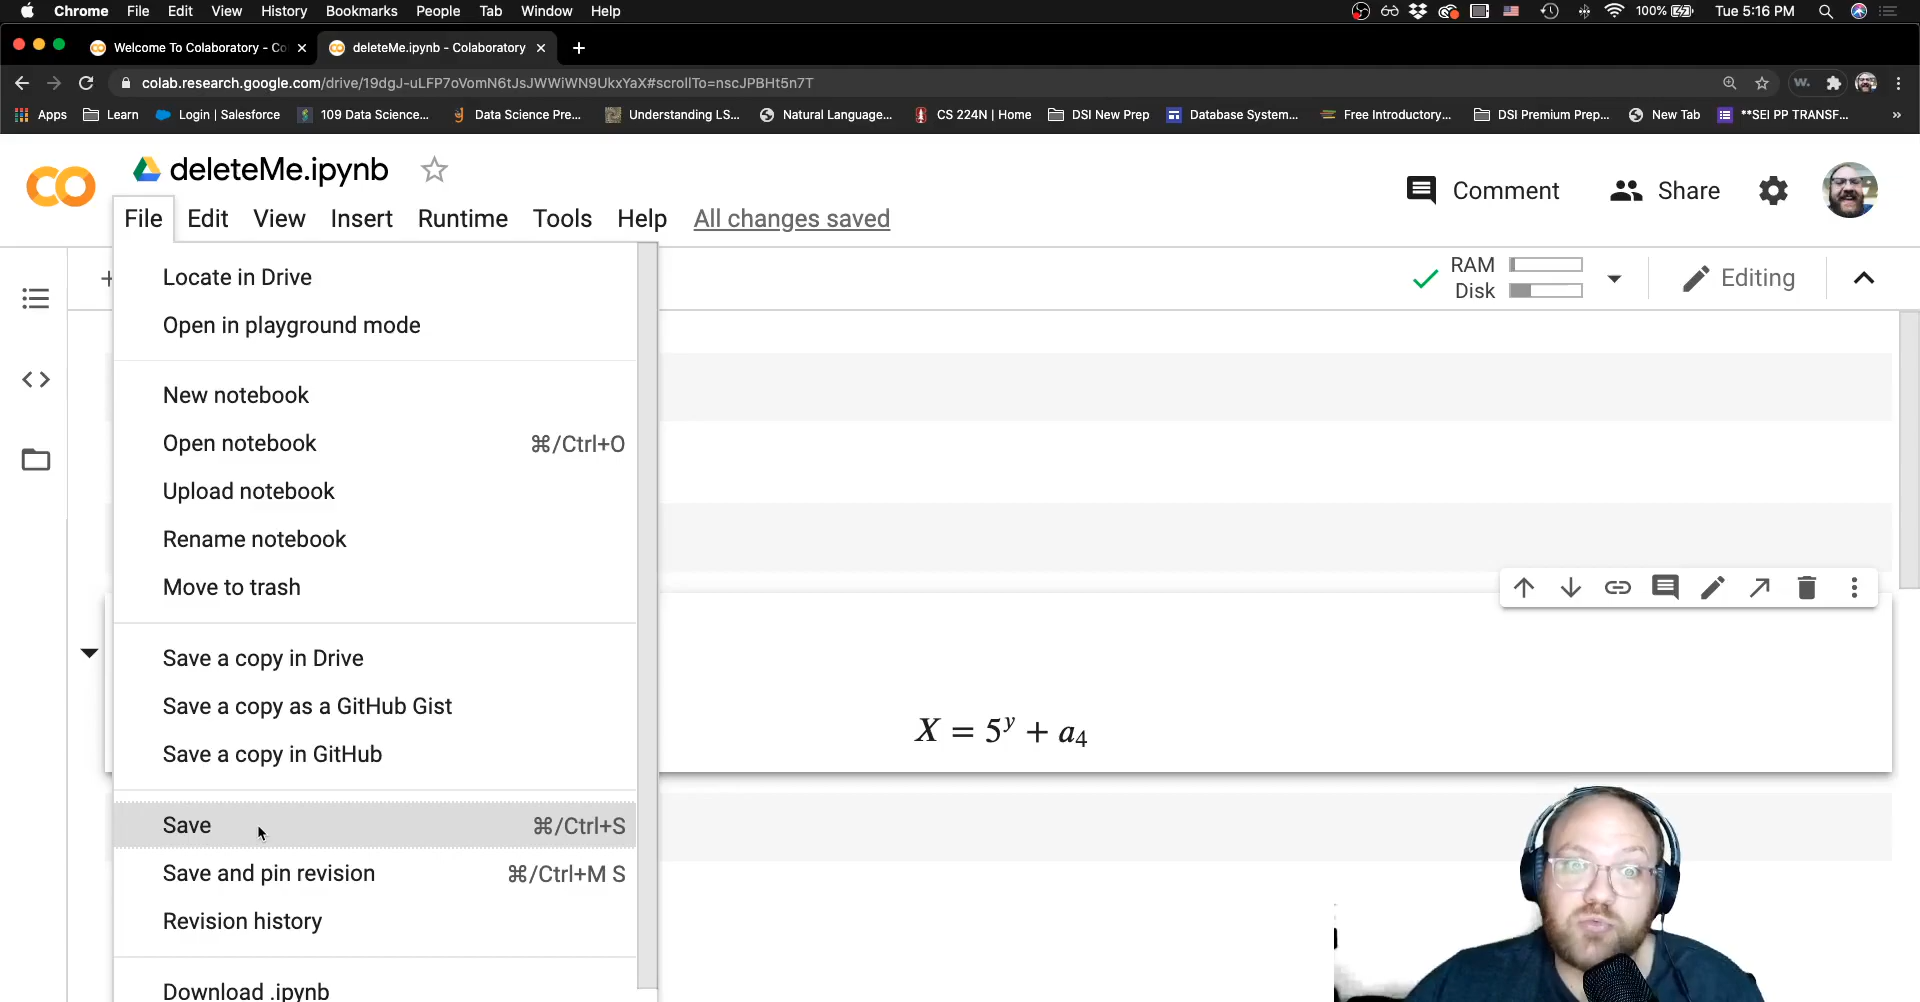 Chrome File Edit View History Bookmarks People Tab Window Help 100% Tue 5:16 PM
Welcome To Colaboratory - Co deleteMe.ipynb - Colaboratory
colab.research.google.com/drive/19dgJ-uLFP7oVomN6tJsJWWiWN9UkxYaX#scrollTo=nscJPBHt5n7T
Apps Learn Login | Salesforce 109 Data Science... Data Science Pre... Understanding LS... Natural Language... CS 224N | Home DSI New Prep Database System... Free Introductory... DSI Premium Prep... New Tab **SEI PP TRANSF... »
deleteMe.ipynb
Comment Share
File Edit View Insert Runtime Tools Help All changes saved
RAM
Disk
Editing
Locate in Drive
Open in playground mode
New notebook
Open notebook ⌘/Ctrl+O
Upload notebook
Rename notebook
Move to trash
Save a copy in Drive
Save a copy as a GitHub Gist
Save a copy in GitHub
X = 5^y + a_4
Save ⌘/Ctrl+S
Save and pin revision ⌘/Ctrl+M S
Revision history
Download .ipynb